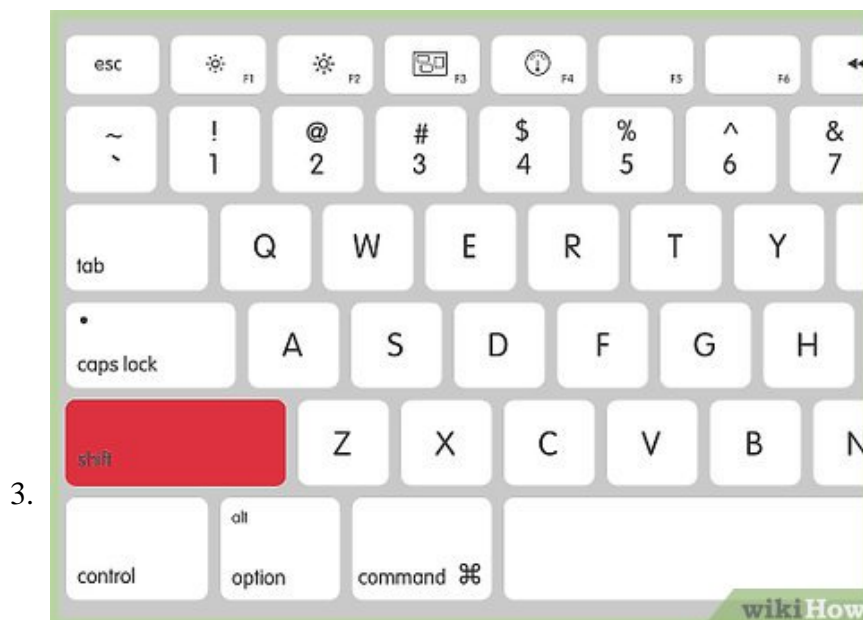 esc F1 F2 F3 F4 F5 F6
~ ! @ # $ % ^ &
` 1 2 3 4 5 6 7
tab Q W E R T Y
caps lock A S D F G H
shift Z X C V B N
3.
alt
control option command ⌘
wikiHow